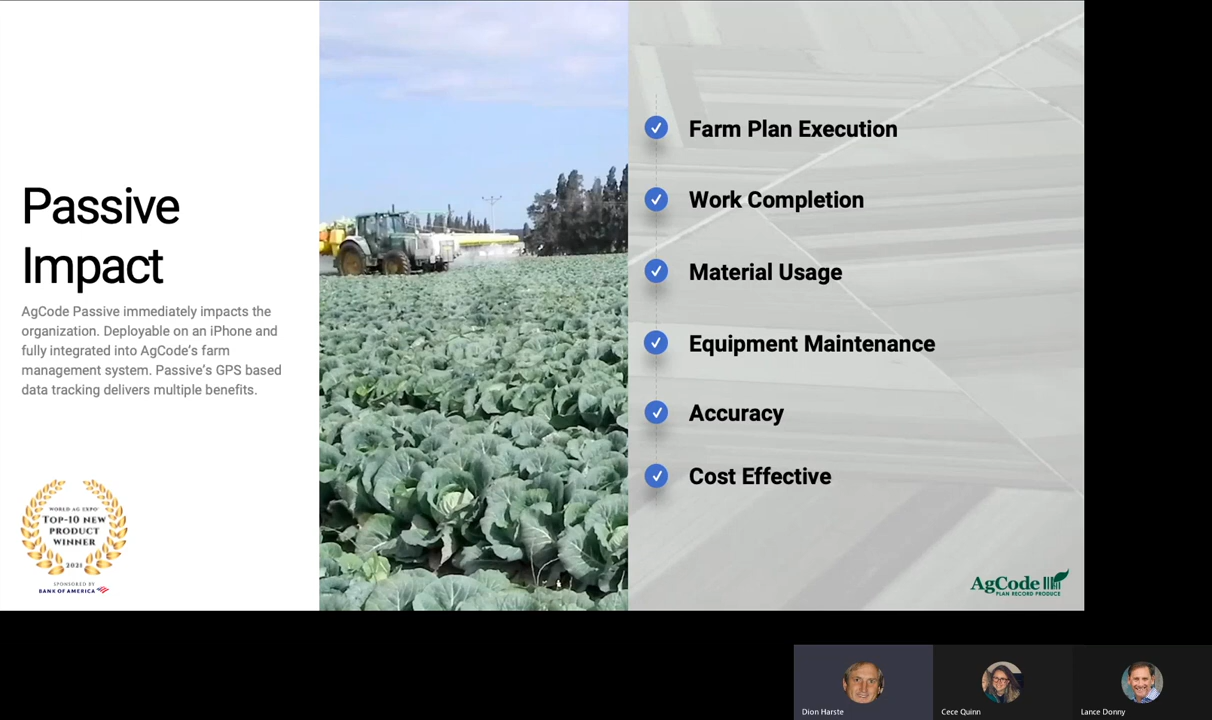 Passive
Impact
AgCode Passive immediately impacts the
organization. Deployable on an iPhone and
fully integrated into AgCode's farm
management system. Passive's GPS based
data tracking delivers multiple benefits.
WORLD AG EXPO®
TOP-10 NEW
PRODUCT
WINNER
2021
SPONSORED BY
BANK OF AMERICA
Farm Plan Execution
Work Completion
Material Usage
Equipment Maintenance
Accuracy
Cost Effective
AgCode
PLAN RECORD PRODUCE
Dion Harste
Cece Quinn
Lance Donny